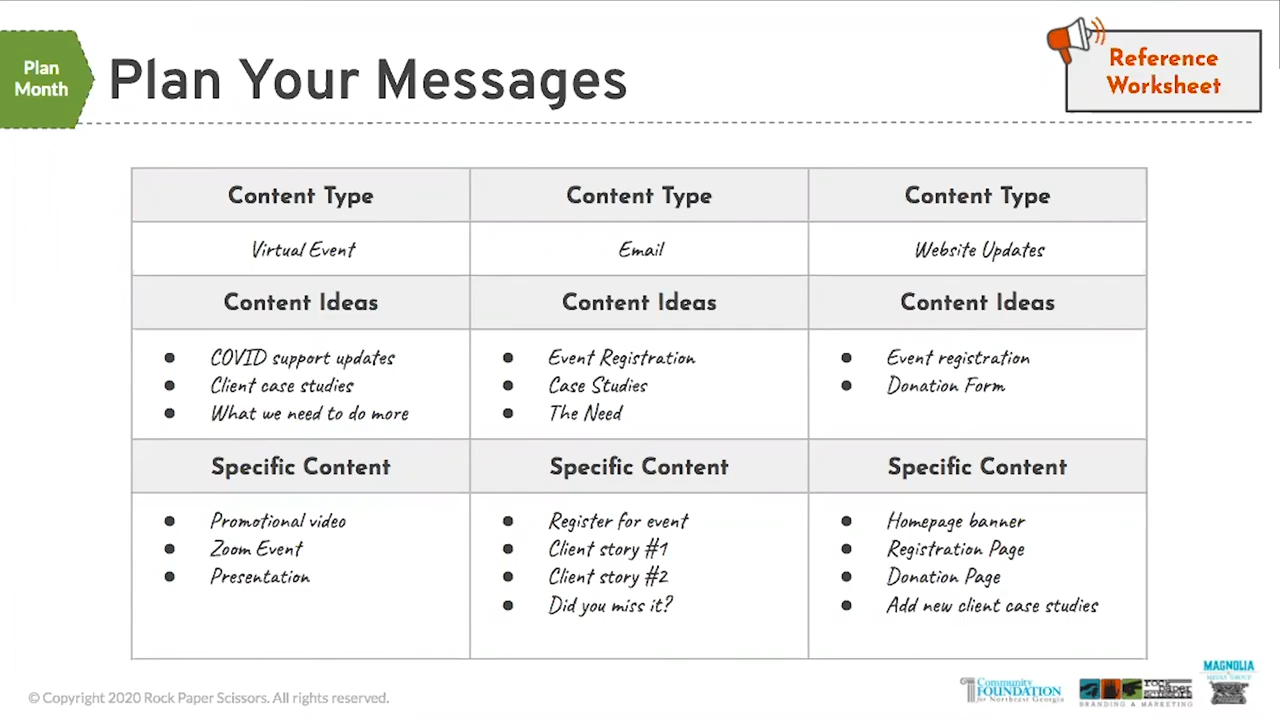 Plan
Month
Plan Your Messages
Reference
Worksheet
Content Type
Content Type
Content Type
Virtual Event
Email
Website Updates
Content Ideas
Content Ideas
Content Ideas
● COVID support updates
● Client case studies
● What we need to do more
● Event Registration
● Case Studies
● The Need
● Event registration
● Donation Form
Specific Content
Specific Content
Specific Content
● Promotional video
● Zoom Event
● Presentation
● Register for event
● Client story #1
● Client story #2
● Did you miss it?
● Homepage banner
● Registration Page
● Donation Page
● Add new client case studies
© Copyright 2020 Rock Paper Scissors. All rights reserved.
Community
FOUNDATION
for Northeast Georgia
rock
paper
scissors
BRANDING & MARKETING
MAGNOLIA
MEDIA GROUP